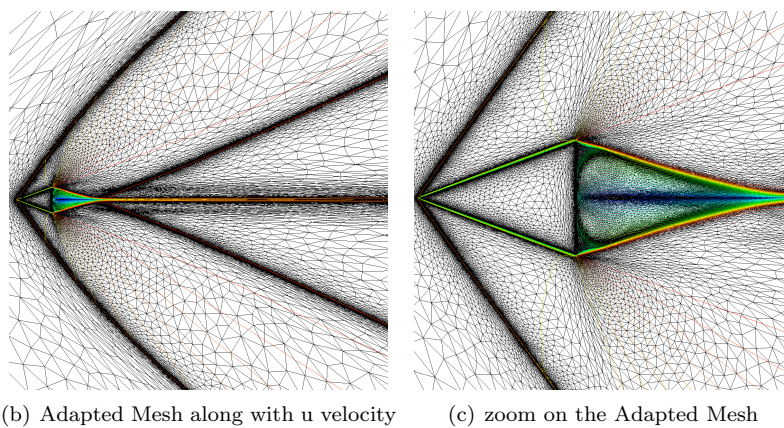 (b) Adapted Mesh along with u velocity
(c) zoom on the Adapted Mesh